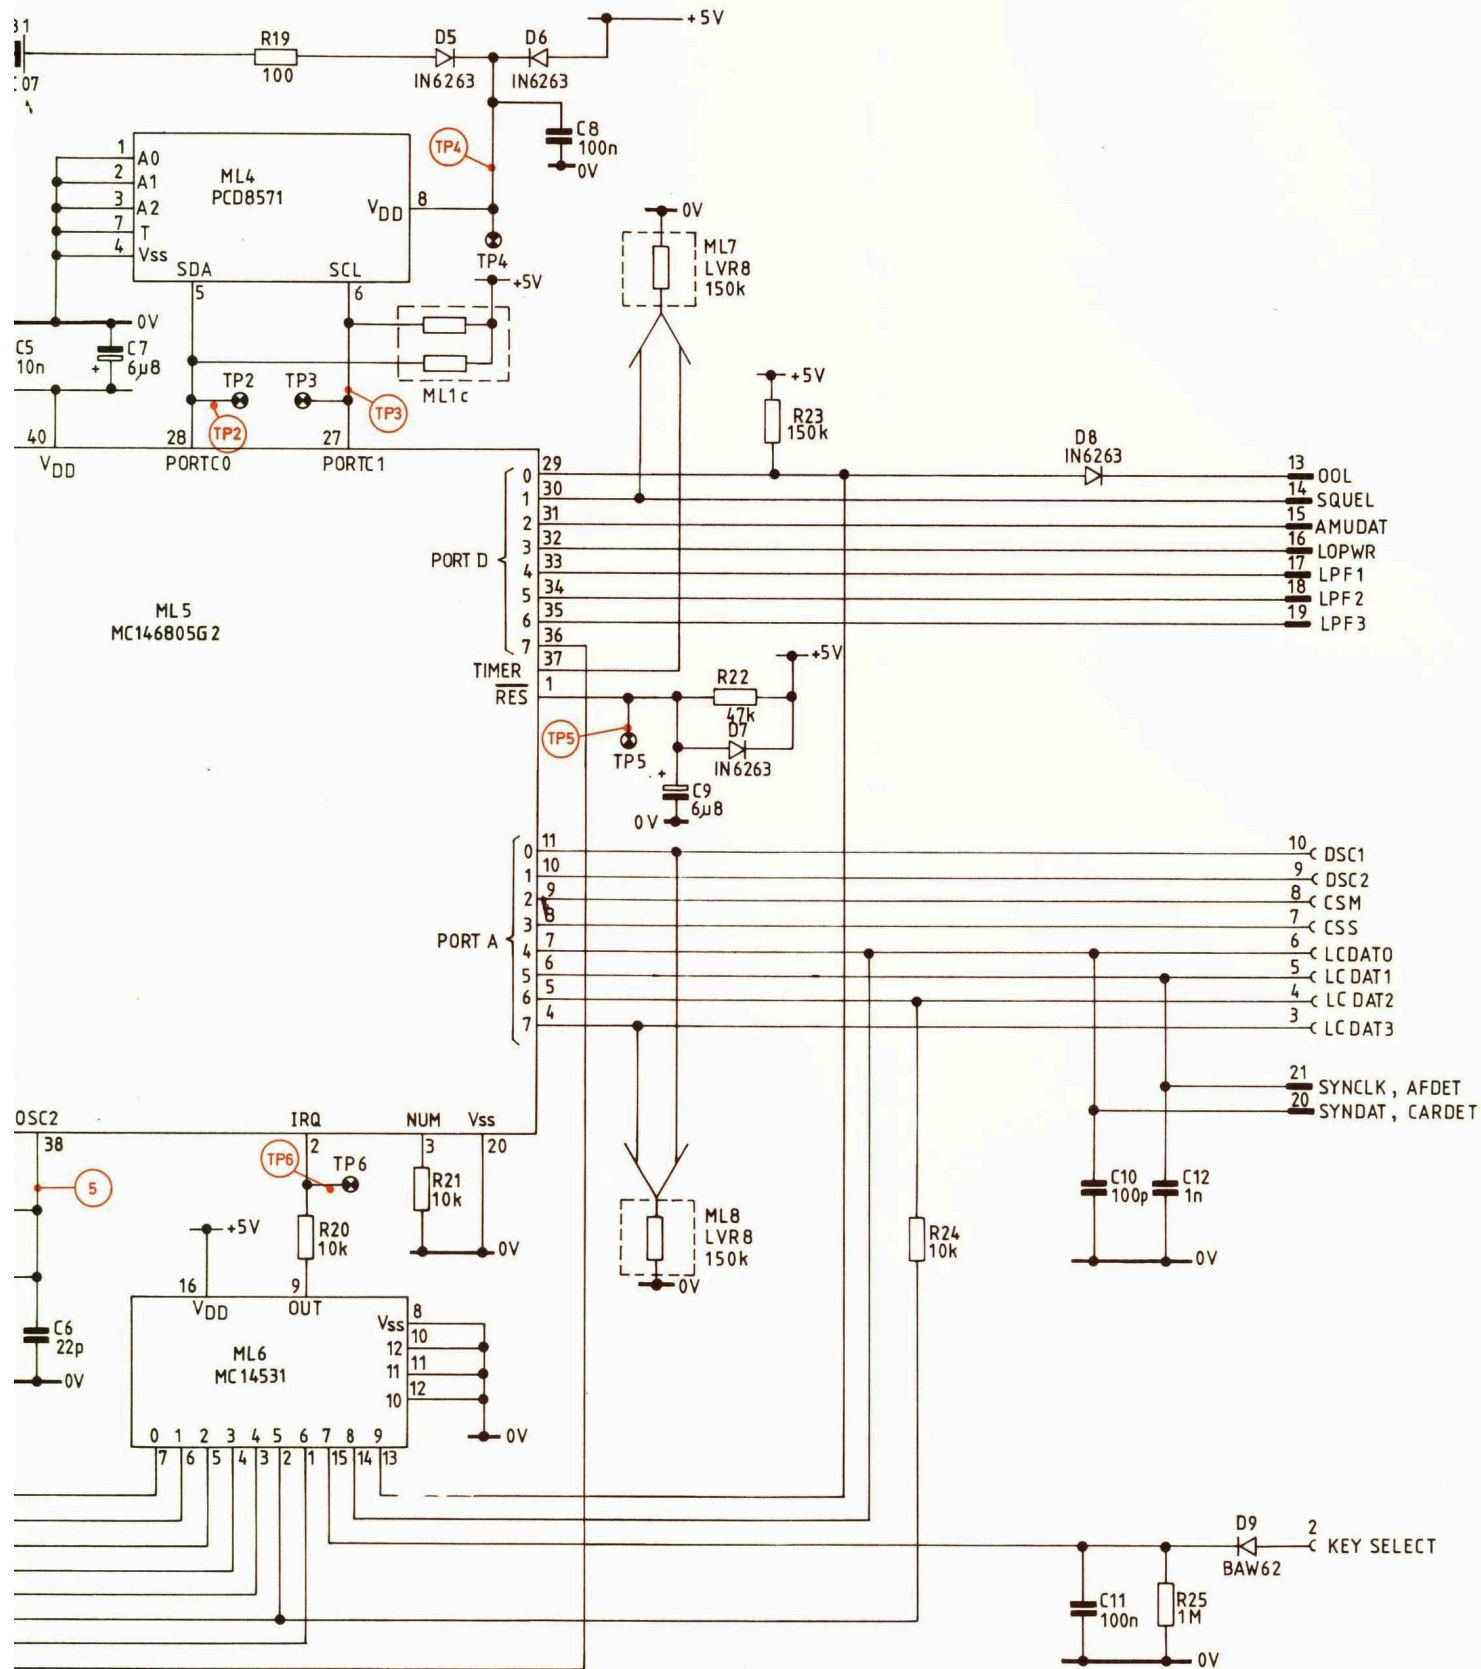 +5V
R19
100
D5
IN6263
D6
IN6263
07
C8
100n
0V
TP4
1
A0
2
A1
3
A2
7
T
4
Vss
ML4
PCD8571
VDD
8
SDA
5
SCL
6
TP4
+5V
0V
ML7
LVR8
150k
0V
C5
10n
C7
6µ8
+
TP2
TP3
TP2
TP3
ML1c
+5V
R23
150k
40
VDD
28
PORTC0
27
PORTC1
D8
IN6263
PORT D
0 29
1 30
2 31
3 32
4 33
5 34
6 35
7 36
TIMER 37
RES 1
13 OOL
14 SQUEL
15 AMUDAT
16 LOPWR
17 LPF1
18 LPF2
19 LPF3
ML5
MC146805G2
+5V
R22
47k
D7
IN6263
TP5
TP5
+
C9
6µ8
0V
PORT A
0 11
1 10
2 9
3 8
4 7
5 6
6 5
7 4
10 DSC1
9 DSC2
8 CSM
7 CSS
6 LCDAT0
5 LCDAT1
4 LCDAT2
3 LCDAT3
21 SYNCLK, AFDET
20 SYNDAT, CARDET
OSC2
38
IRQ
2
NUM
3
Vss
20
5
TP6
TP6
R21
10k
0V
+5V
R20
10k
ML8
LVR8
150k
0V
R24
10k
C10
100p
C12
1n
0V
16
VDD
9
OUT
C6
22p
0V
ML6
MC14531
Vss 8
12 10
11 11
10 12
0V
0 1 2 3 4 5 6 7 8 9
7 6 5 4 3 2 1 15 14 13
D9
BAW62
2 KEY SELECT
C11
100n
R25
1M
0V